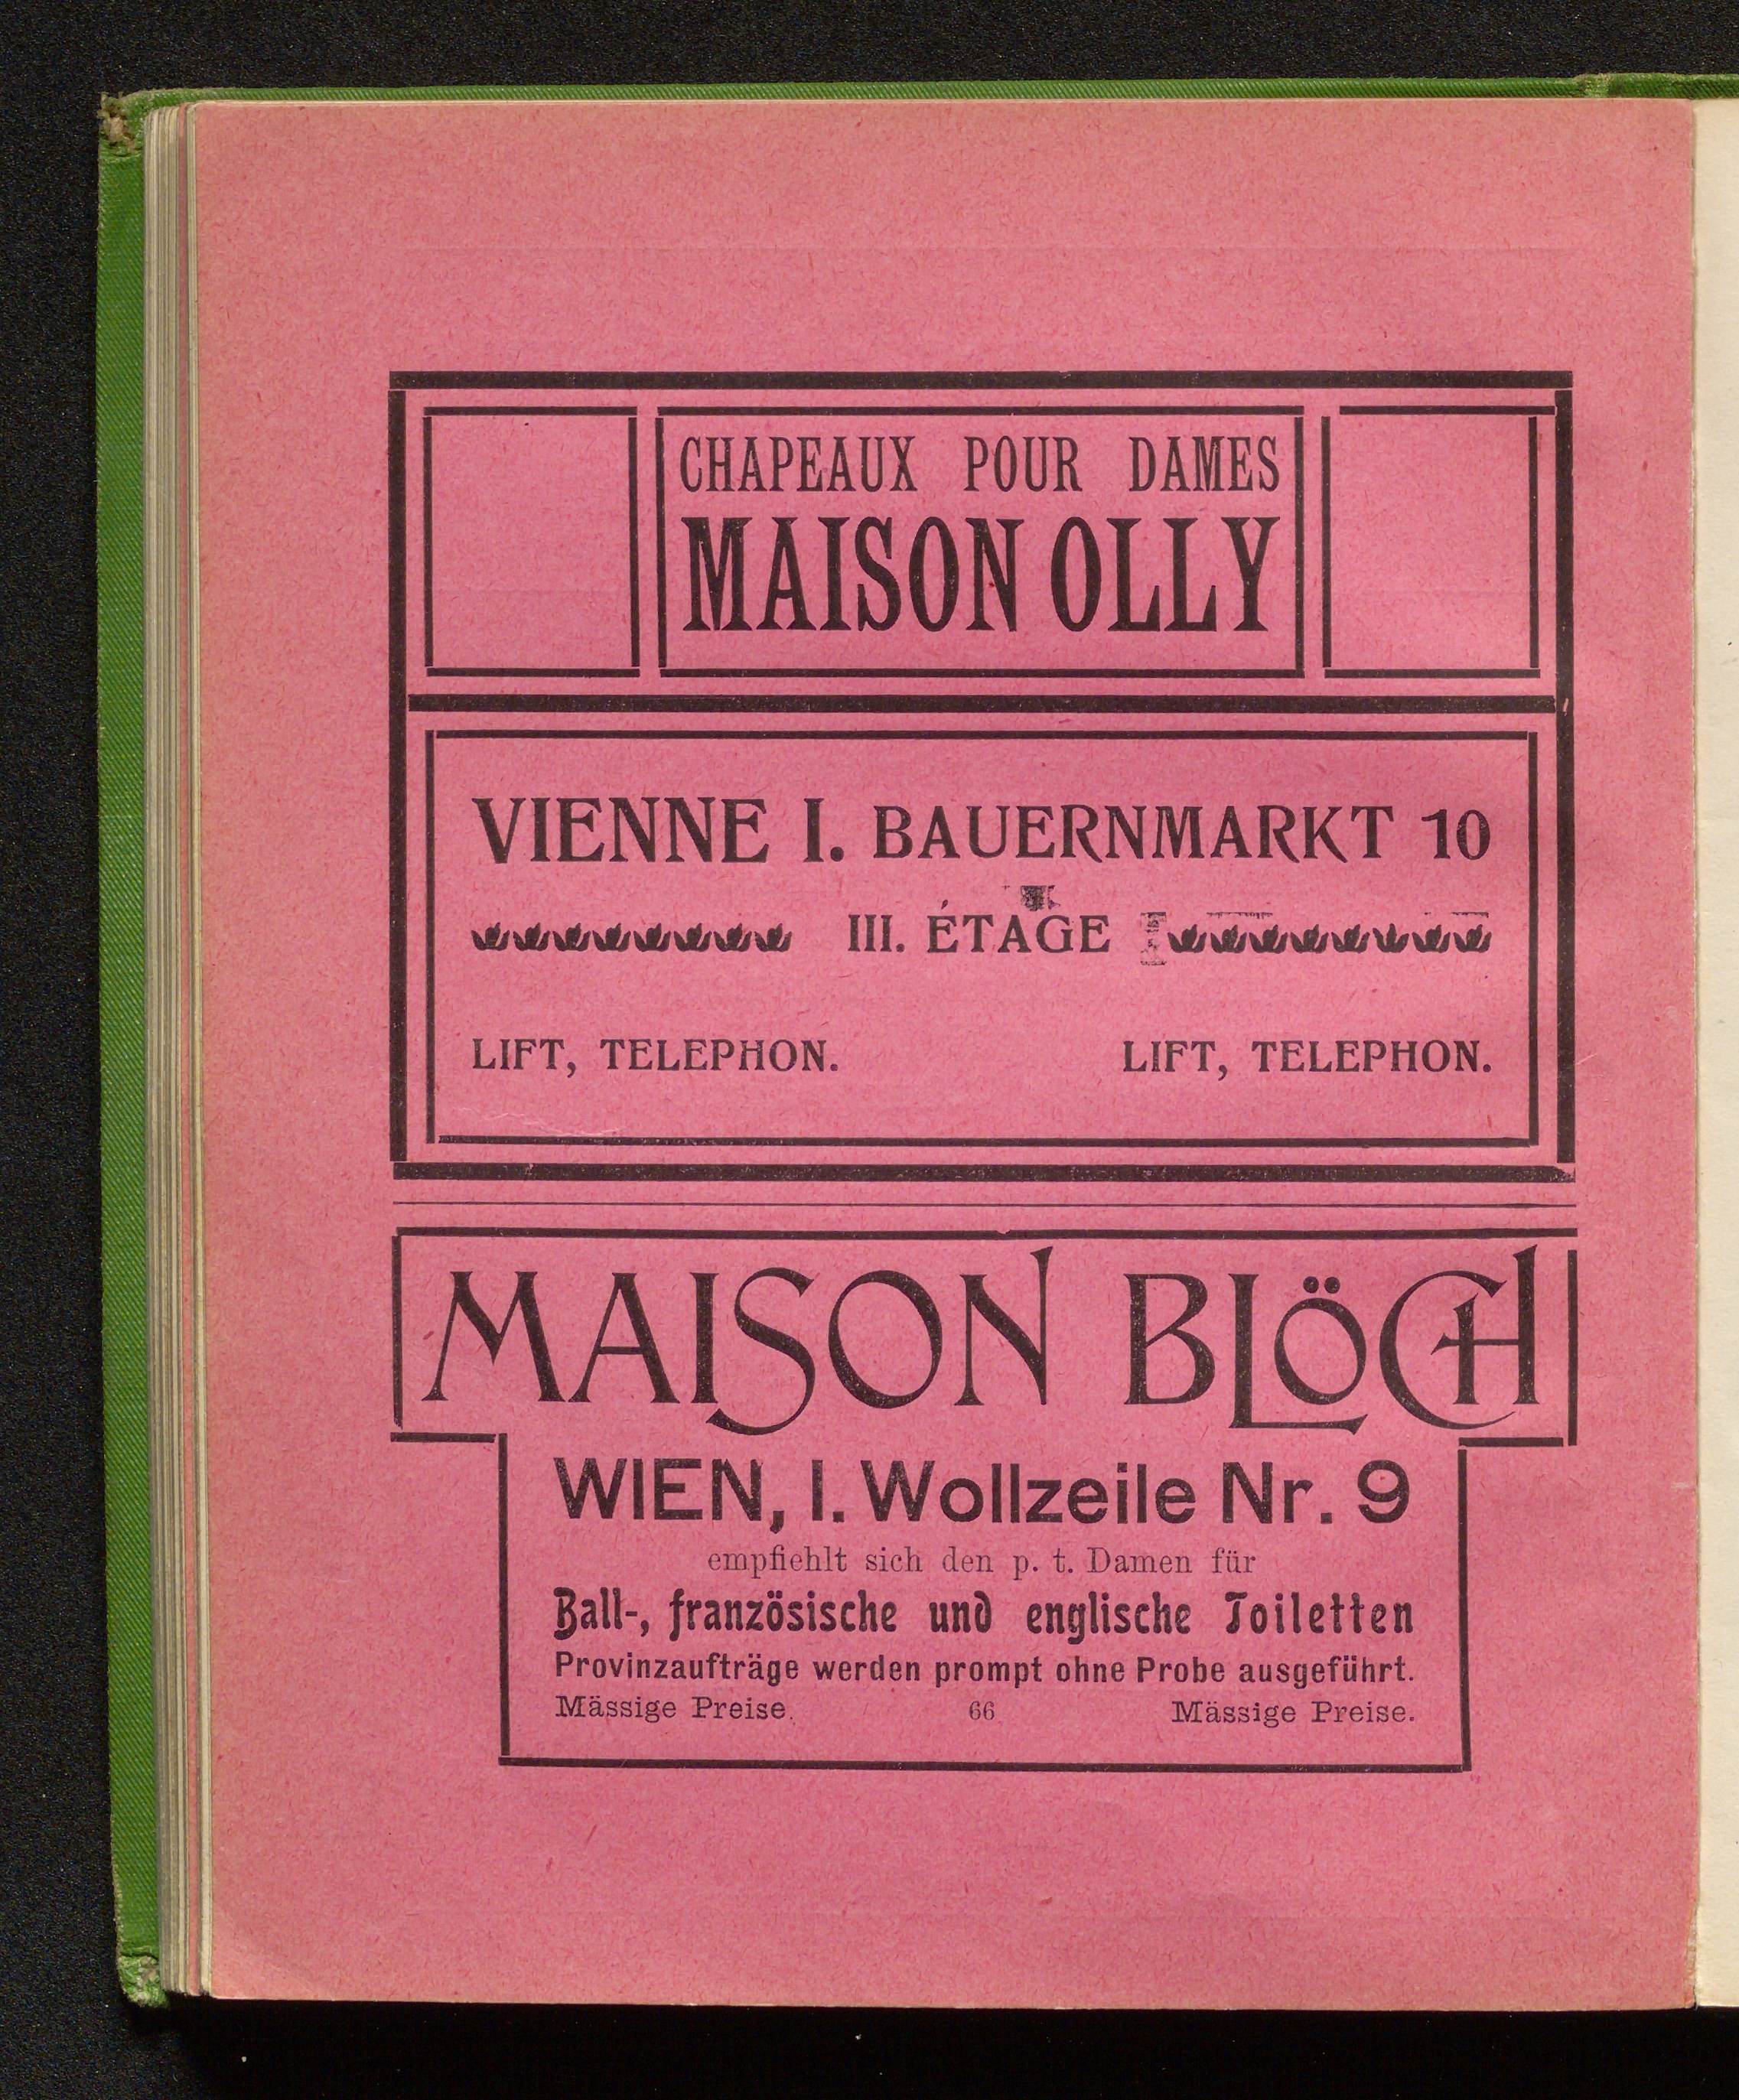 CHAPEAUX POUR DAMES
MAISON OLLY
VIENNE I. BAUERNMARKT 10
III. ÉTAGE
LIFT, TELEPHON. LIFT, TELEPHON.
MAISON BLÖCH
WIEN, I. Wollzeile Nr. 9
empfiehlt sich den p. t. Damen für
Ball-, französische und englische Toiletten
Provinzaufträge werden prompt ohne Probe ausgeführt.
Mässige Preise. 66 Mässige Preise.